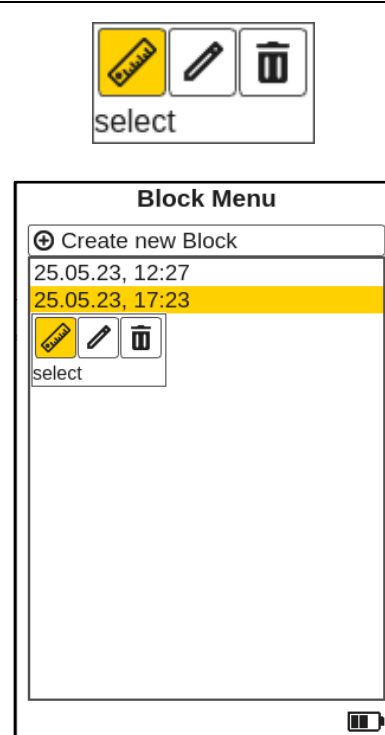 select
Block Menu
Create new Block
25.05.23, 12:27
25.05.23, 17:23
select